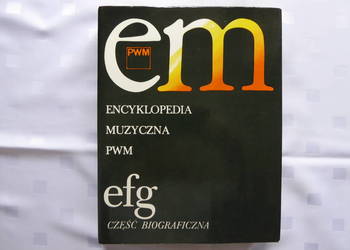 em
PWM
ENCYKLOPEDIA
MUZYCZNA
PWM
efg
CZĘŚĆ BIOGRAFICZNA